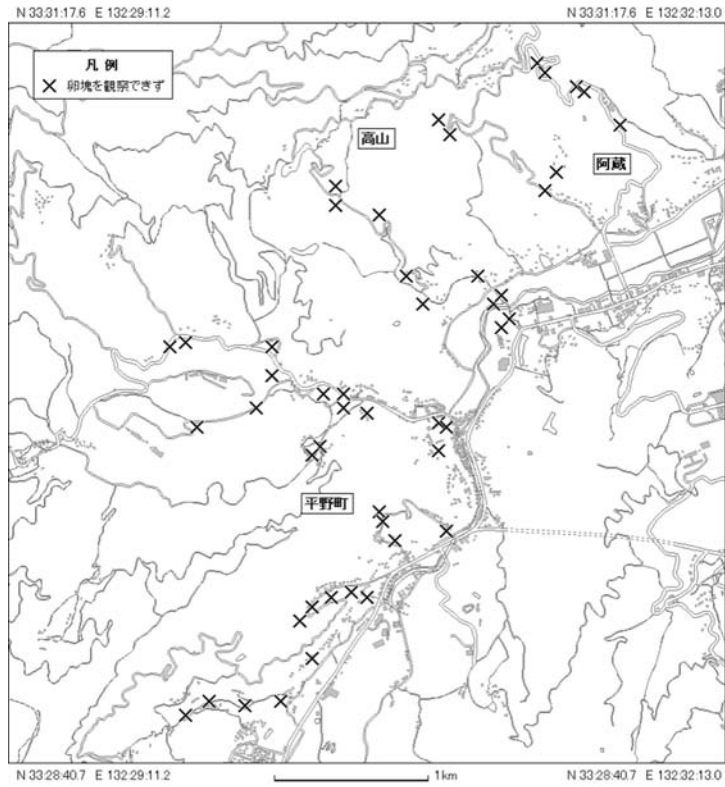 N 33:31:17.6 E 132:29:11.2
N 33:31:17.6 E 132:32:13.0
凡 例
× 卵塊を観察できず
高山
阿蔵
平野町
N 33:28:40.7 E 132:29:11.2
1km
N 33:28:40.7 E 132:32:13.0